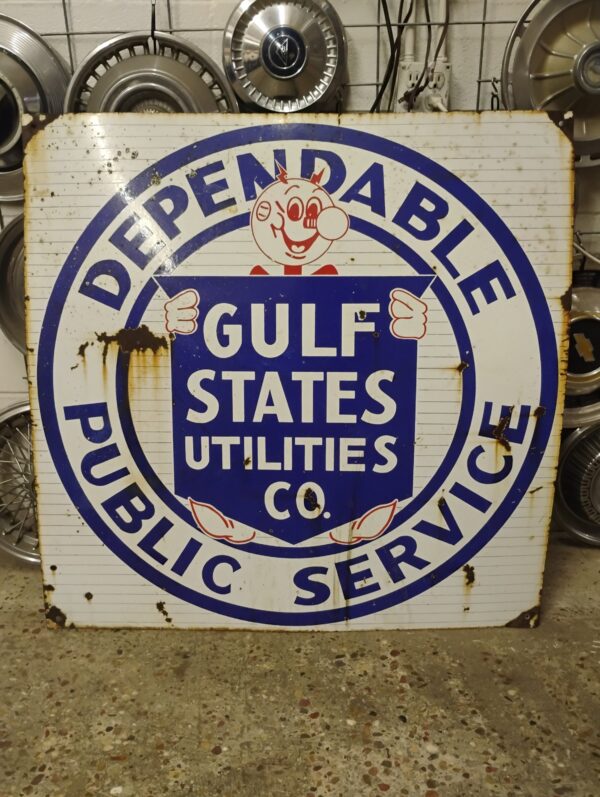 DEPENDABLE
GULF
STATES
UTILITIES
CO.
PUBLIC SERVICE